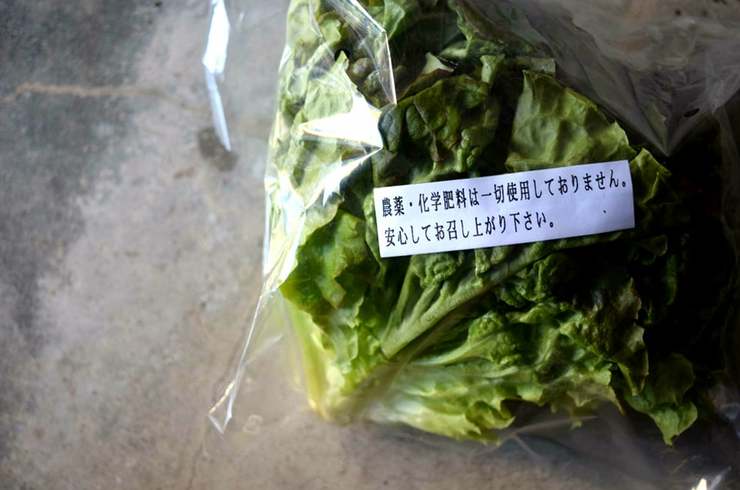 農薬・化学肥料は一切使用しておりません。
安心してお召し上がり下さい。